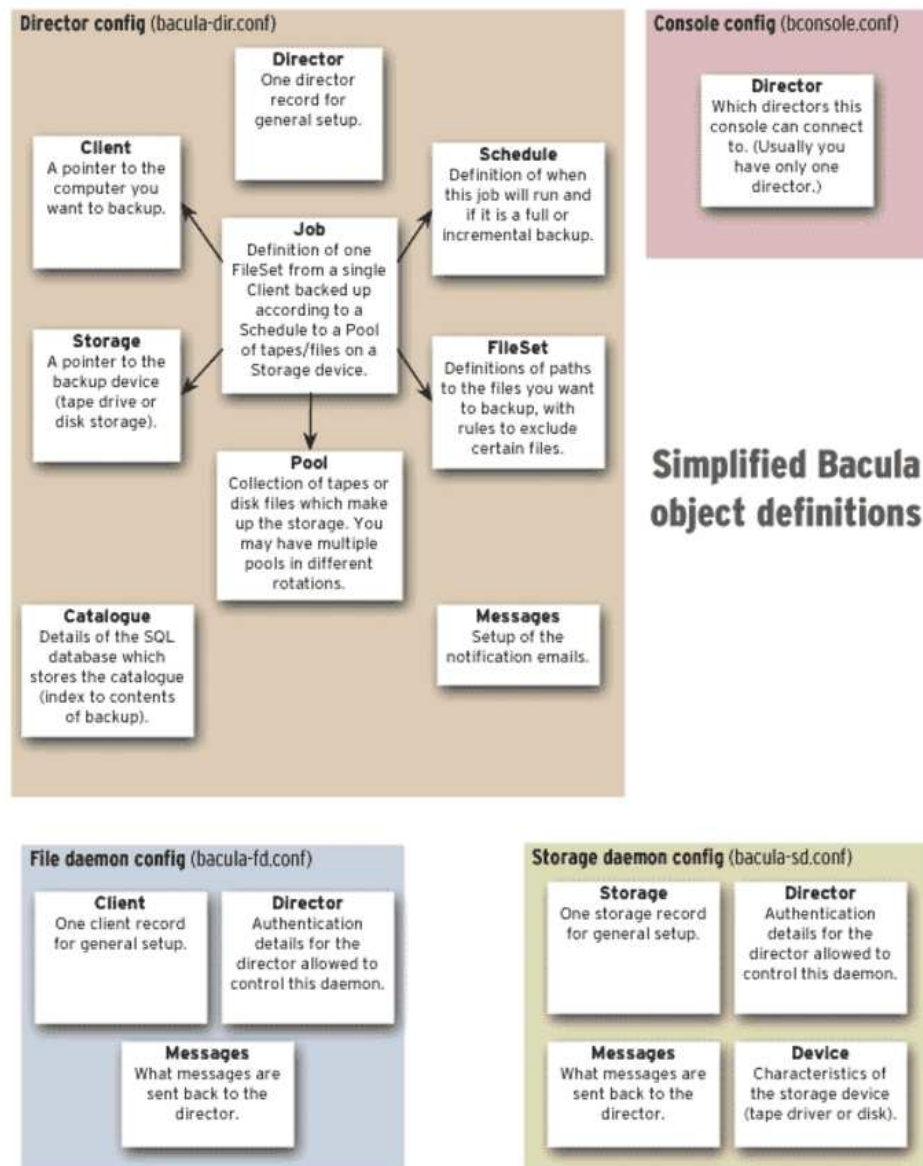 Director config (bacula-dir.conf)
Director
One director
record for
general setup.
Client
A pointer to the
computer you
want to backup.
Schedule
Definition of when
this job will run and
if it is a full or
incremental backup.
Job
Definition of one
FileSet from a single
Client backed up
according to a
Schedule to a Pool
of tapes/files on a
Storage device.
Storage
A pointer to the
backup device
(tape drive or
disk storage).
FileSet
Definitions of paths
to the files you want
to backup, with
rules to exclude
certain files.
Pool
Collection of tapes or
disk files which make
up the storage. You
may have multiple
pools in different
rotations.
Catalogue
Details of the SQL
database which
stores the catalogue
(index to contents
of backup).
Messages
Setup of the
notification emails.
Console config (bconsole.conf)
Director
Which directors this
console can connect
to. (Usually you
have only one
director.)
Simplified Bacula
object definitions
File daemon config (bacula-fd.conf)
Client
One client record
for general setup.
Director
Authentication
details for the
director allowed to
control this daemon.
Messages
What messages are
sent back to the
director.
Storage daemon config (bacula-sd.conf)
Storage
One storage record
for general setup.
Director
Authentication
details for the
director allowed to
control this daemon.
Messages
What messages are
sent back to the
director.
Device
Characteristics of
the storage device
(tape driver or disk).